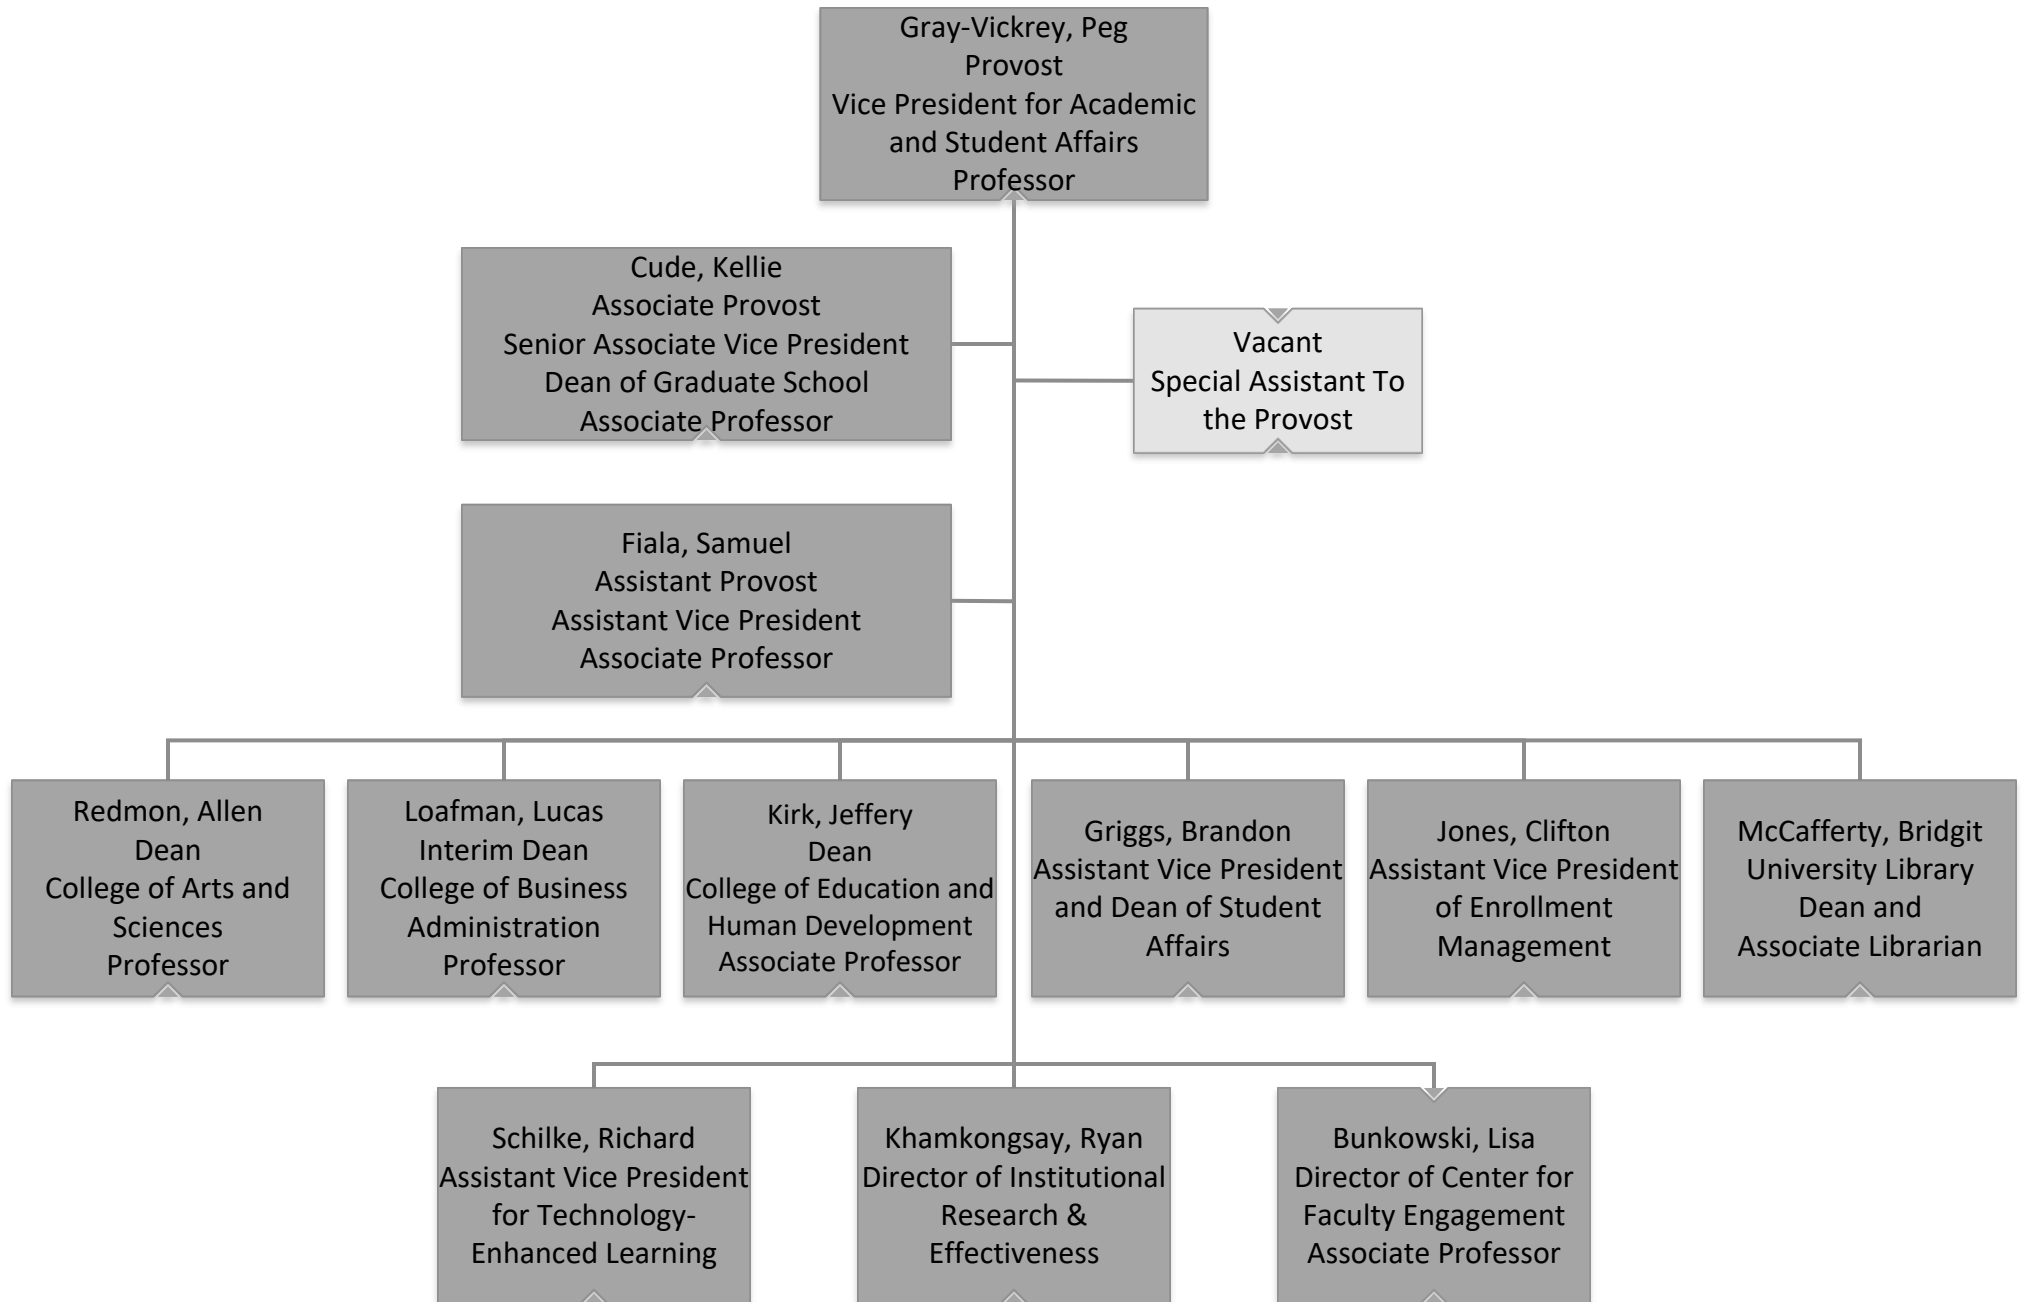 Gray-Vickrey, Peg
Provost
Vice President for Academic
and Student Affairs
Professor
Cude, Kellie
Associate Provost
Senior Associate Vice President
Dean of Graduate School
Associate Professor
Vacant
Special Assistant To
the Provost
Fiala, Samuel
Assistant Provost
Assistant Vice President
Associate Professor
Redmon, Allen
Dean
College of Arts and
Sciences
Professor
Loafman, Lucas
Interim Dean
College of Business
Administration
Professor
Kirk, Jeffery
Dean
College of Education and
Human Development
Associate Professor
Griggs, Brandon
Assistant Vice President
and Dean of Student
Affairs
Jones, Clifton
Assistant Vice President
of Enrollment
Management
McCafferty, Bridgit
University Library
Dean and
Associate Librarian
Schilke, Richard
Assistant Vice President
for Technology-
Enhanced Learning
Khamkongsay, Ryan
Director of Institutional
Research &
Effectiveness
Bunkowski, Lisa
Director of Center for
Faculty Engagement
Associate Professor